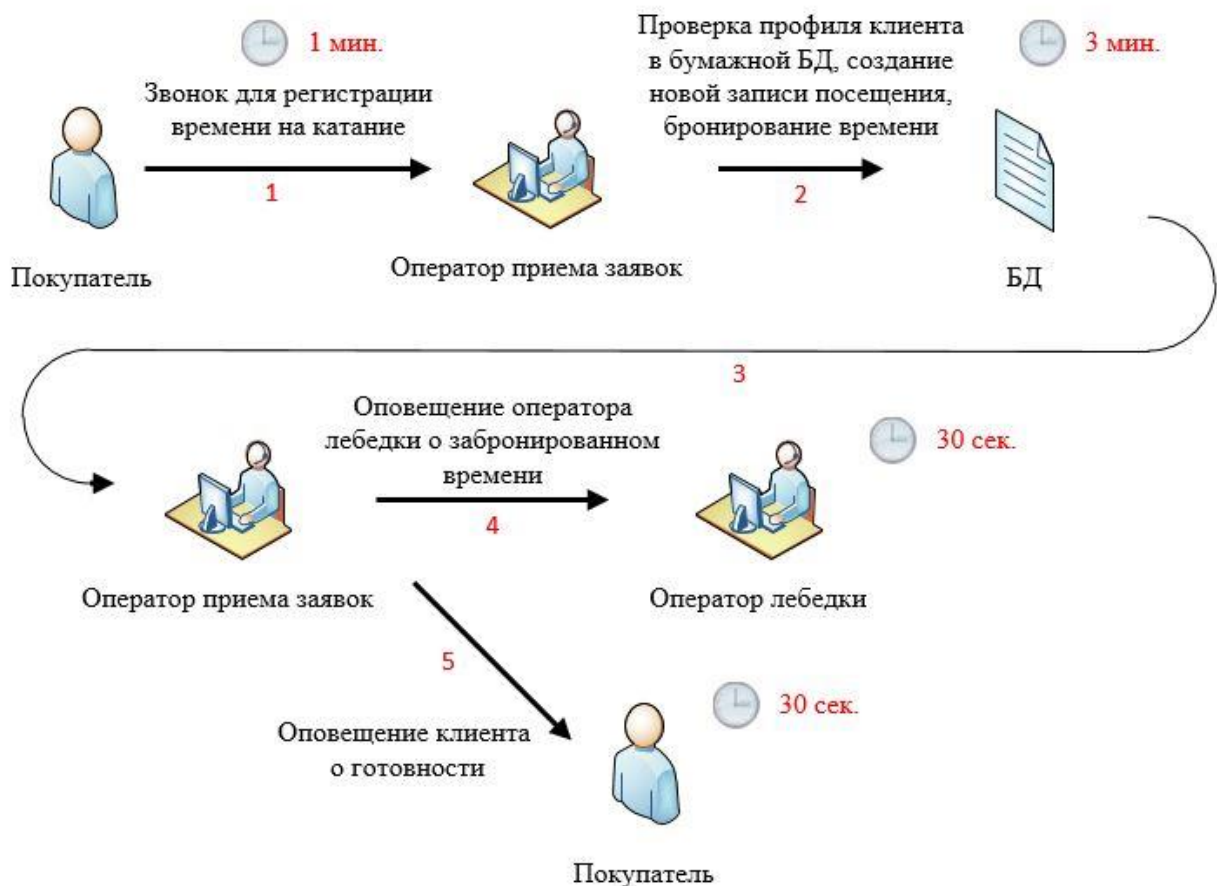 1 мин.
Звонок для регистрации
времени на катание
1
Покупатель
Оператор приема заявок
Проверка профиля клиента
в бумажной БД, создание
новой записи посещения,
бронирование времени
2
3 мин.
БД
3
Оператор приема заявок
Оповещение оператора
лебедки о забронированном
времени
4
30 сек.
Оператор лебедки
5
Оповещение клиента
о готовности
30 сек.
Покупатель